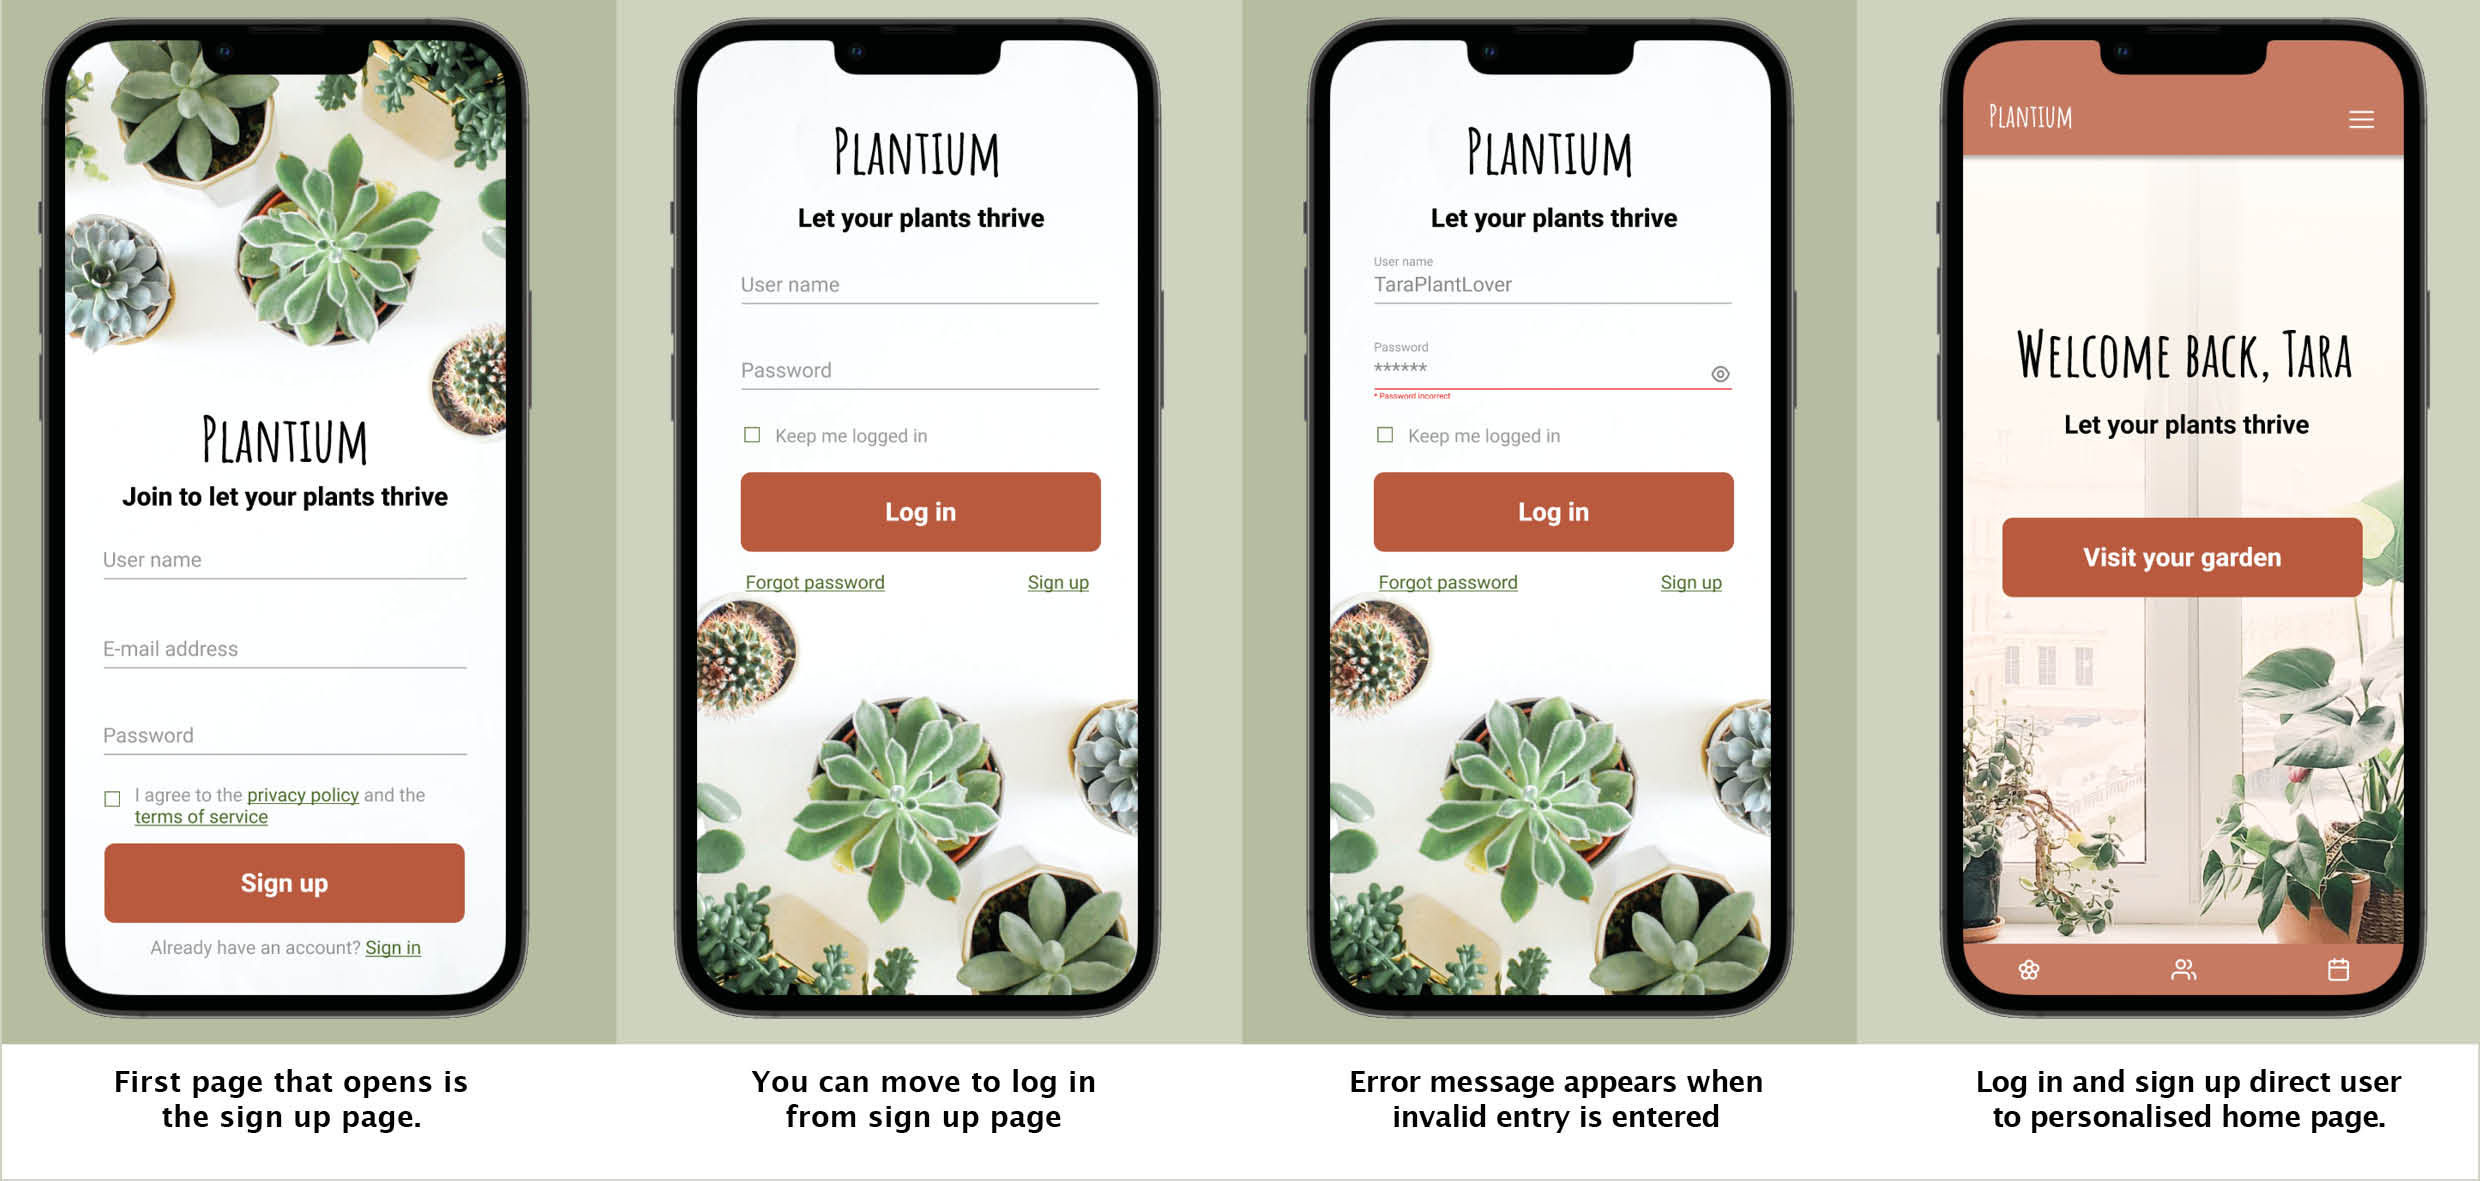 PLANTIUM
Join to let your plants thrive
User name
E-mail address
Password
I agree to the privacy policy and the
terms of service
Sign up
Already have an account? Sign in
First page that opens is
the sign up page.
PLANTIUM
Let your plants thrive
User name
Password
Keep me logged in
Log in
Forgot password
Sign up
You can move to log in
from sign up page
PLANTIUM
Let your plants thrive
User name
TaraPlantLover
Password
******
* Password incorrect
Keep me logged in
Log in
Forgot password
Sign up
Error message appears when
invalid entry is entered
PLANTIUM
WELCOME BACK, TARA
Let your plants thrive
Visit your garden
Log in and sign up direct user
to personalised home page.